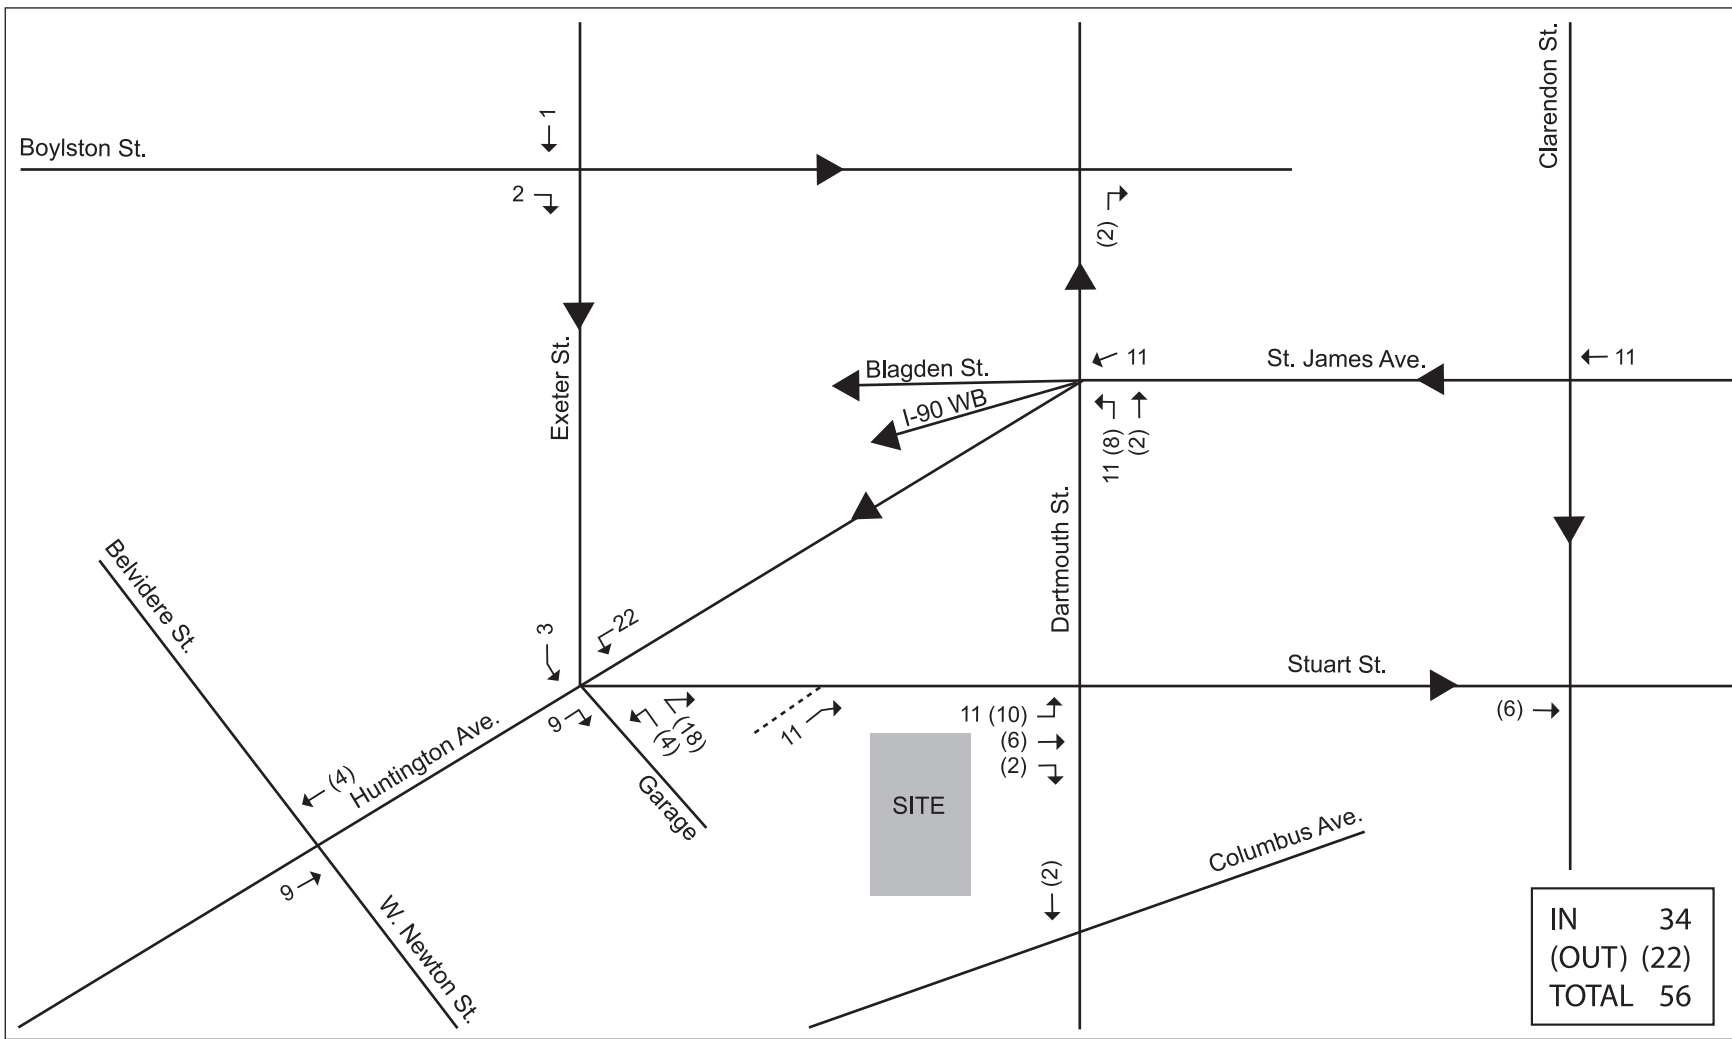 Clarendon St.
1
Boylston St.
2
(2)
Exeter St.
Blagden St.
I-90 WB
11
St. James Ave.
11
11 (8)
(2)
Dartmouth St.
Belvidere St.
3
22
Stuart St.
9
(18)
(4)
11
11 (10)
(6)
(2)
(6)
Huntington Ave.
(4)
Garage
SITE
Columbus Ave.
9
(2)
W. Newton St.
IN 34
(OUT) (22)
TOTAL 56